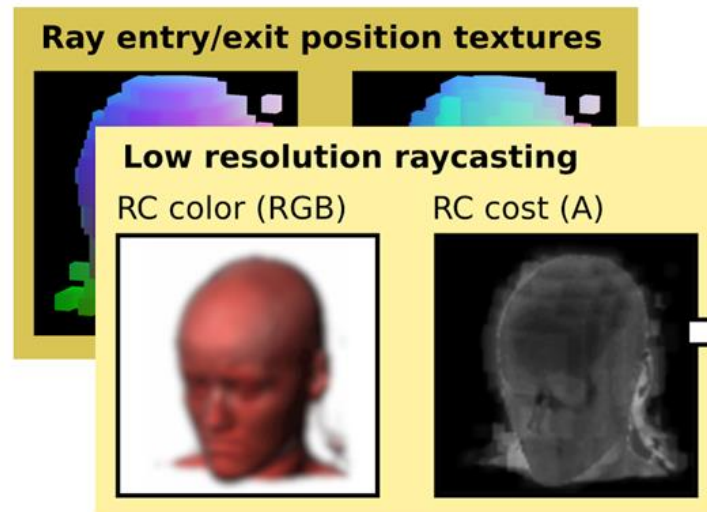 Ray entry/exit position textures
Low resolution raycasting
RC color (RGB)
RC cost (A)